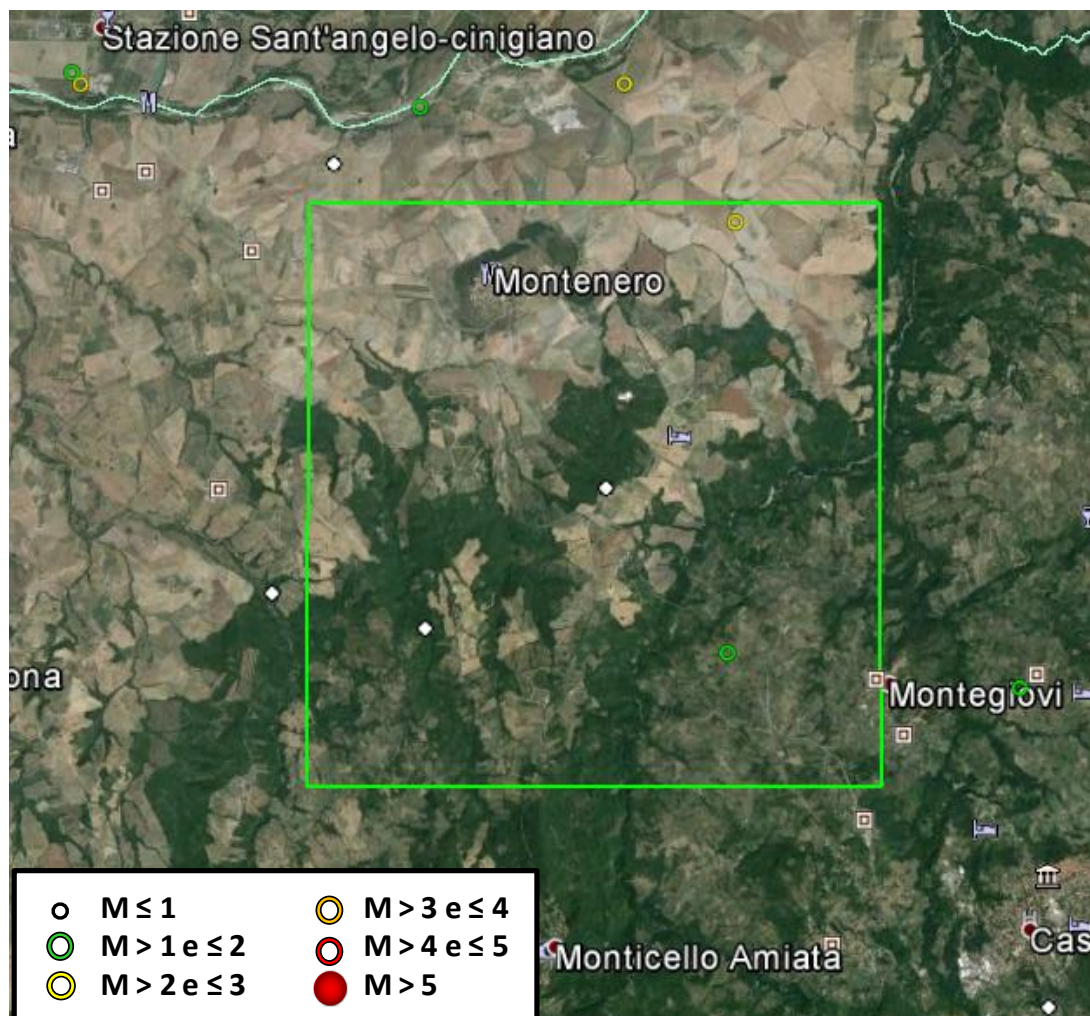 Stazione Sant'angelo-cinigiano
a
Montenero
ona
Montegiovi
M ≤ 1
M > 3 e ≤ 4
M > 1 e ≤ 2
M > 4 e ≤ 5
M > 2 e ≤ 3
M > 5
Monticello Amiata
Cas